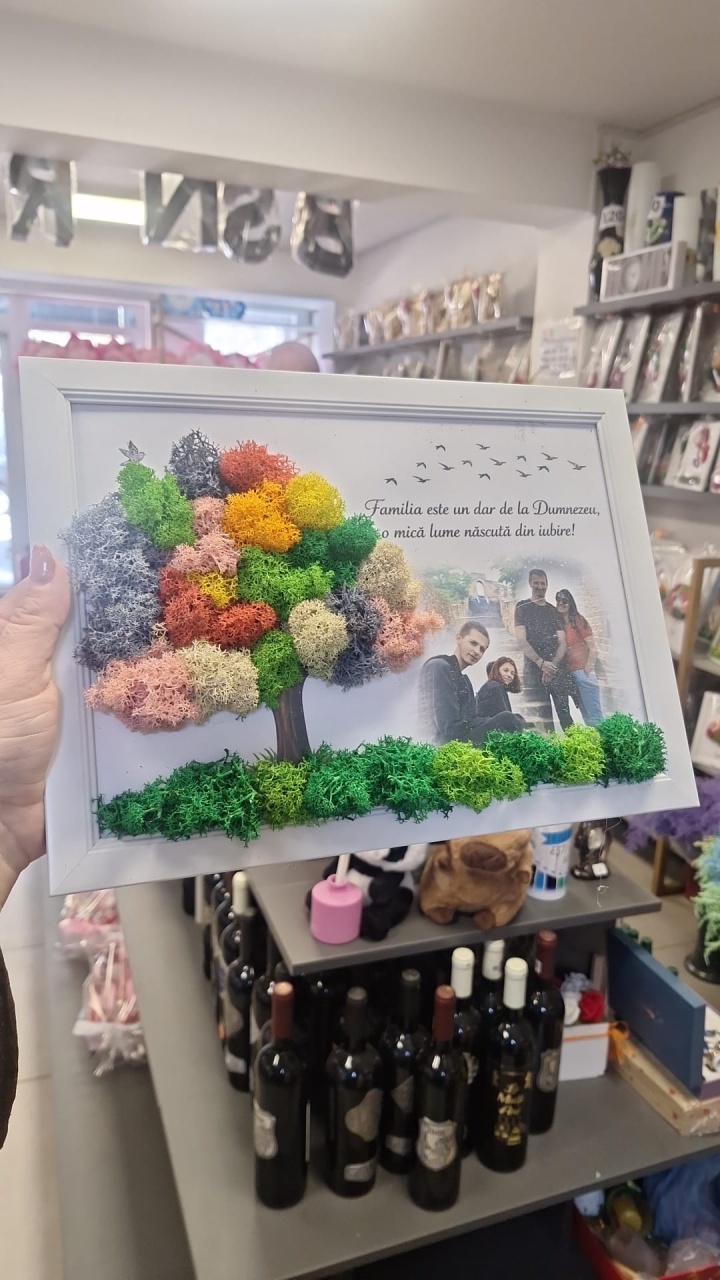 Familia este un dar de la Dumnezeu,
o mică lume născută din iubire!